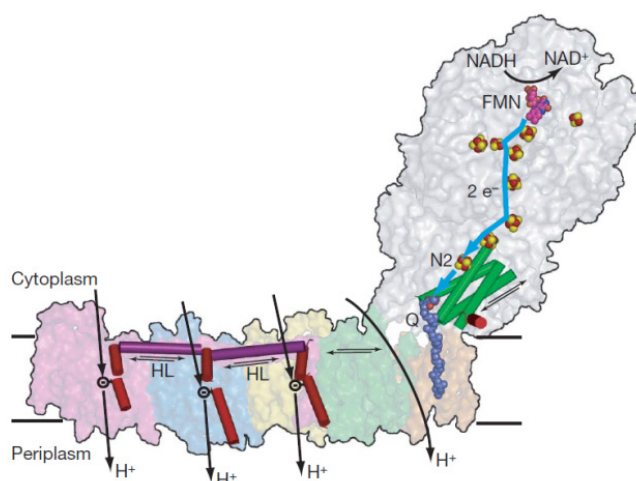 NADH NAD⁺
FMN
2 e⁻
N2
Cytoplasm
Q
HL HL
Periplasm
H⁺ H⁺ H⁺ H⁺